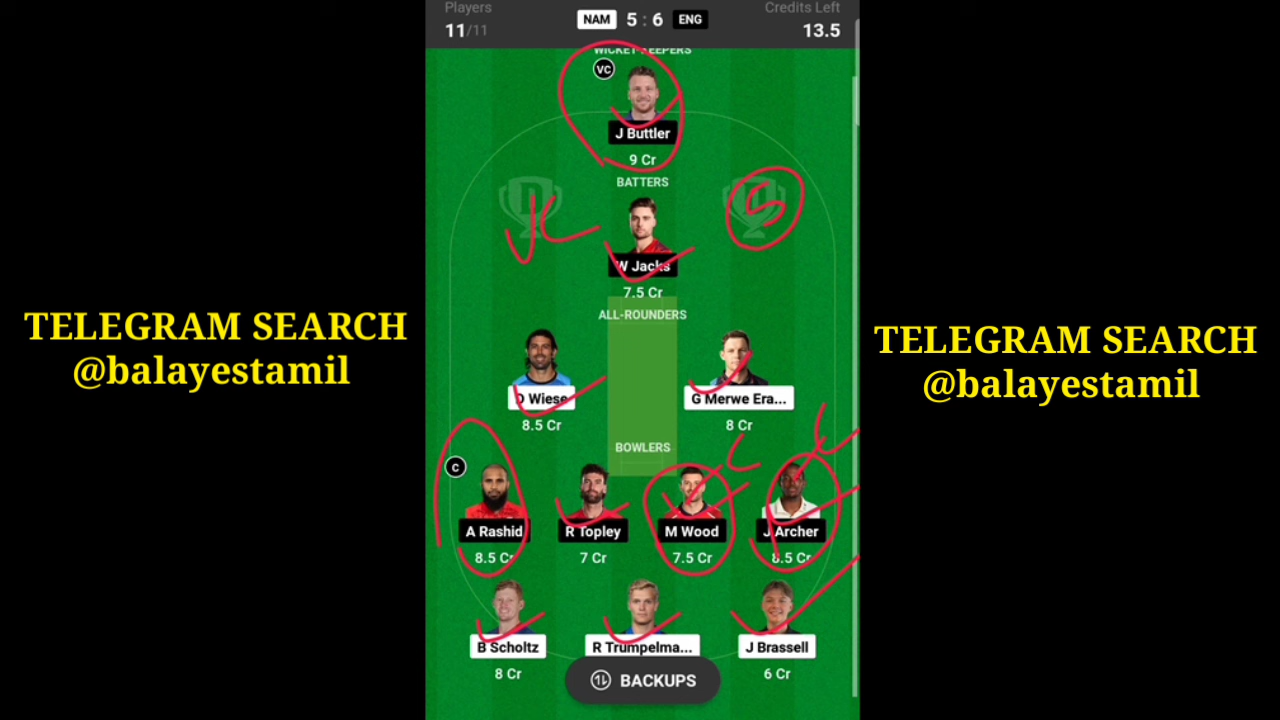 Players
Credits Left
11/11
NAM 5 : 6 ENG
13.5
WICKET-KEEPERS
VC
J Buttler
9 Cr
BATTERS
S
W Jacks
7.5 Cr
ALL-ROUNDERS
TELEGRAM SEARCH
@balayestamil
TELEGRAM SEARCH
@balayestamil
D Wiese
G Merwe Era...
8.5 Cr
8 Cr
BOWLERS
C
A Rashid
R Topley
M Wood
J Archer
8.5 Cr
7 Cr
7.5 Cr
8.5 Cr
B Scholtz
R Trumpelma...
J Brassell
8 Cr
6 Cr
BACKUPS